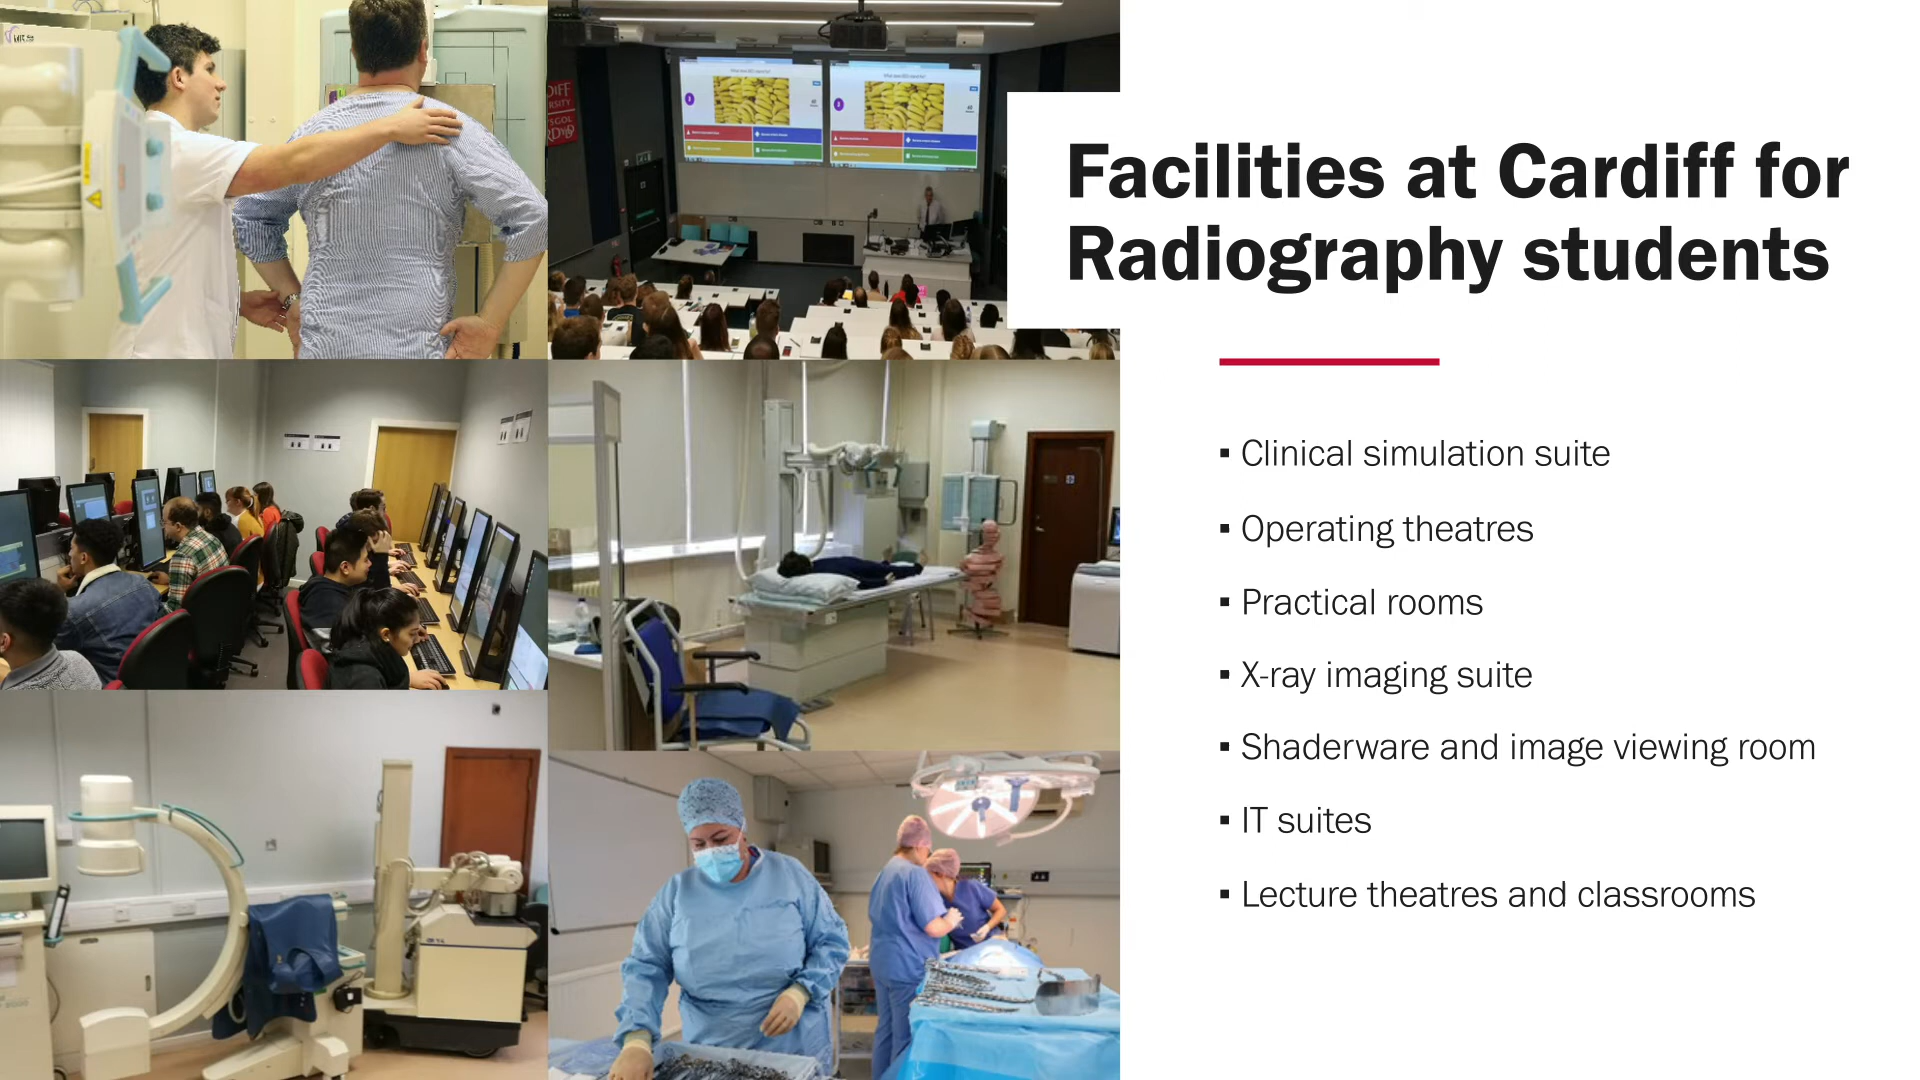 Facilities at Cardiff for
Radiography students
▪ Clinical simulation suite
▪ Operating theatres
▪ Practical rooms
▪ X-ray imaging suite
▪ Shaderware and image viewing room
▪ IT suites
▪ Lecture theatres and classrooms